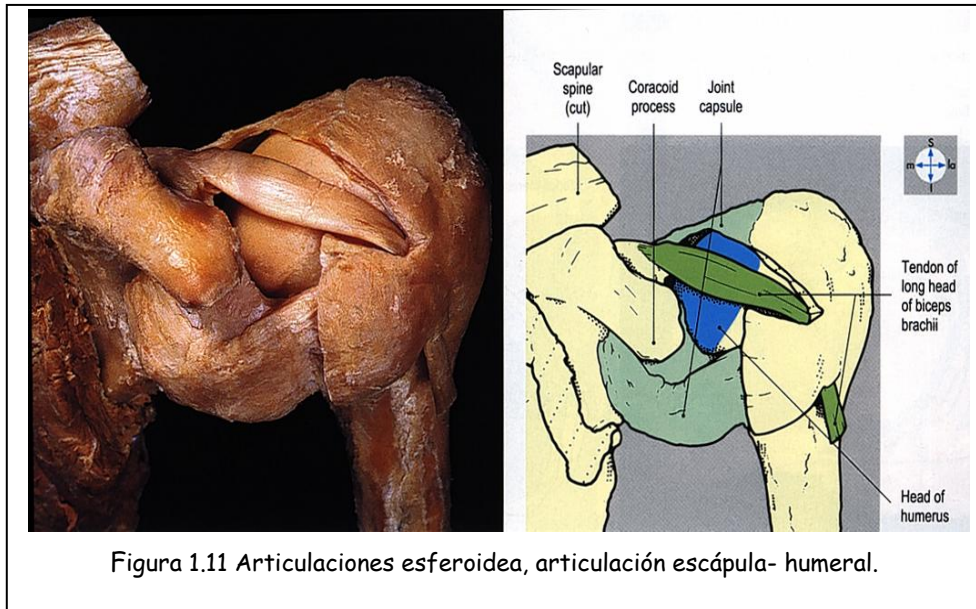 Scapular
spine
(cut)
Coracoid
process
Joint
capsule
S
m
la
I
Tendon of
long head
of biceps
brachii
Head of
humerus
Figura 1.11 Articulaciones esferoidea, articulación escápula- humeral.